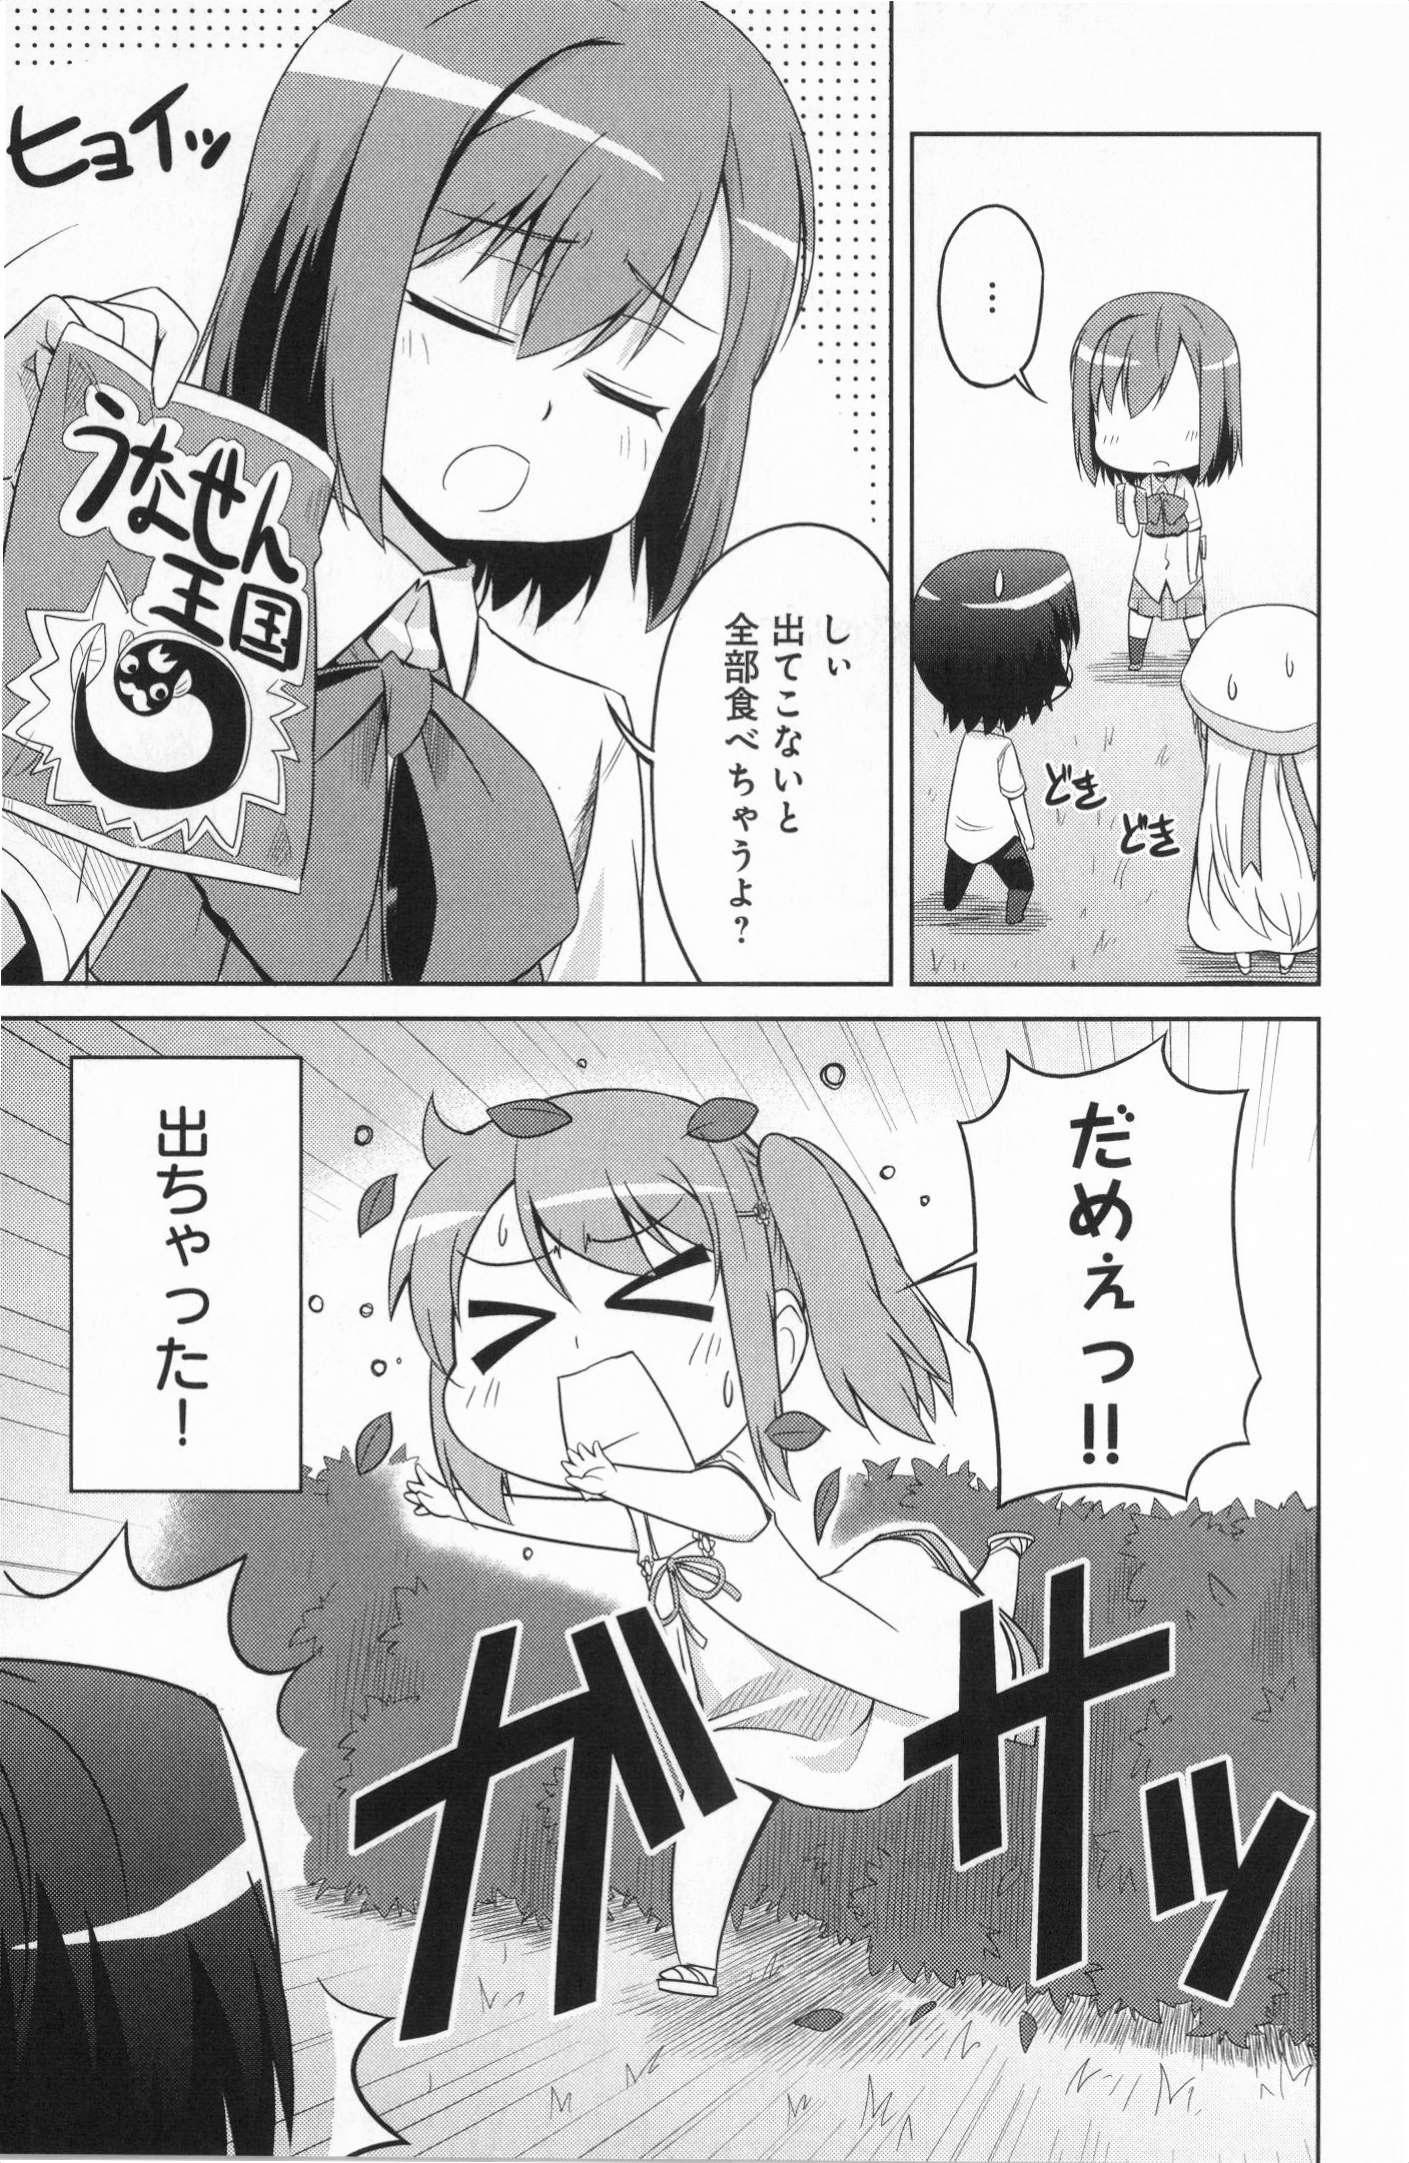 …
どき
どき
ヒョイッ
うなせん
王国
しぃ
出てこないと
全部食べちゃうよ？
だめぇっ!!
出ちゃった！
ガサッ